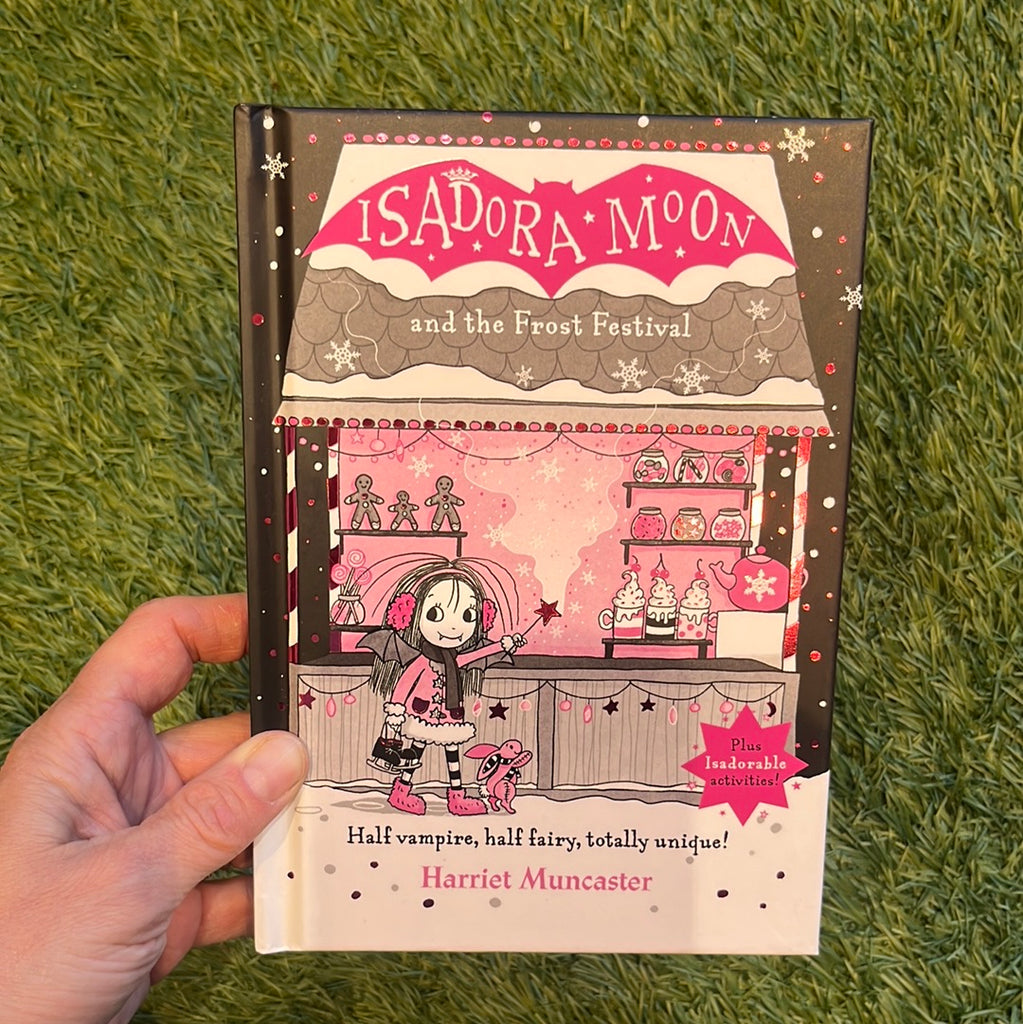 ISADORA MOON
and the Frost Festival
Plus
Isadorable
activities!
Half vampire, half fairy, totally unique!
Harriet Muncaster